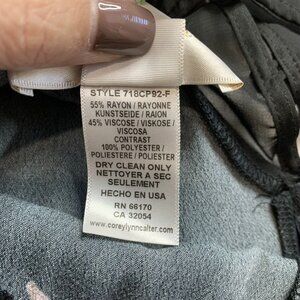 STYLE 718CP92-F
55% RAYON / RAYONNE
KUNSTSEIDE / RAION
45% VISCOSE / VISKOSE /
VISCOSA
CONTRAST
100% POLYESTER /
POLIESTERE / POLIESTER
DRY CLEAN ONLY
NETTOYER A SEC
SEULEMENT
HECHO EN USA
RN 66170
CA 32054
www.coreylynncalter.com